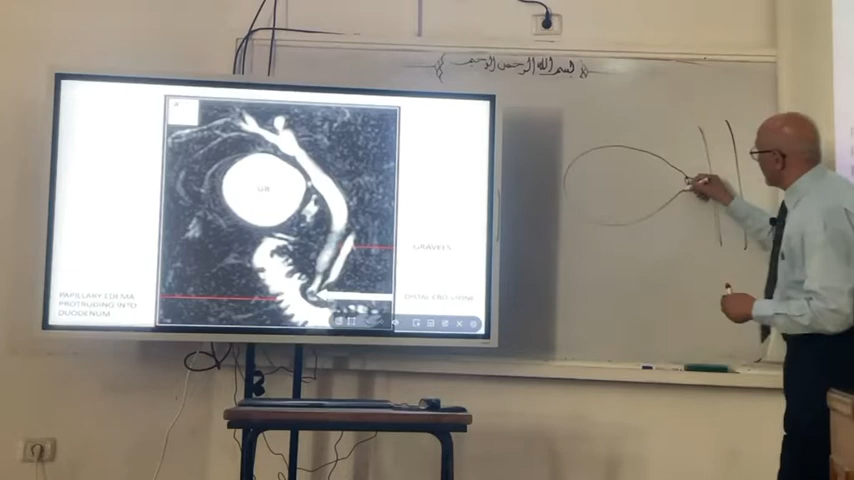 بسم الله الرحمن الرحيم
GB
GRAVELS
DISTAL CBD STONE
PAPILLARY EDEMA
PROTRUDING INTO
DUODENUM